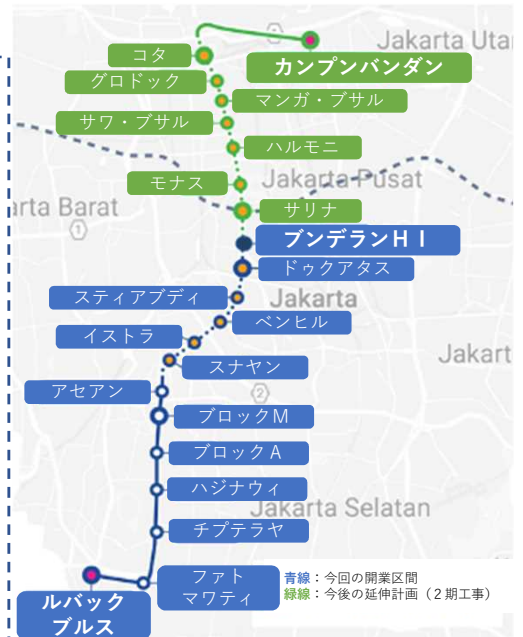 Jakarta Utar
コタ
カンプンバンダン
グロドック
マンガ・ブサル
サワ・ブサル
ハルモニ
モナス
Jakarta Pusat
arta Barat
サリナ
1
ブンデランＨＩ
ドゥクアタス
スティアブディ
Jakarta
ベンヒル
イストラ
Jakart
スナヤン
アセアン
2
ブロックM
ブロックA
ハジナウィ
Jakarta Selatan
チプテラヤ
ファト
マワティ
青線：今回の開業区間
緑線：今後の延伸計画（２期工事）
ルバック
ブルス